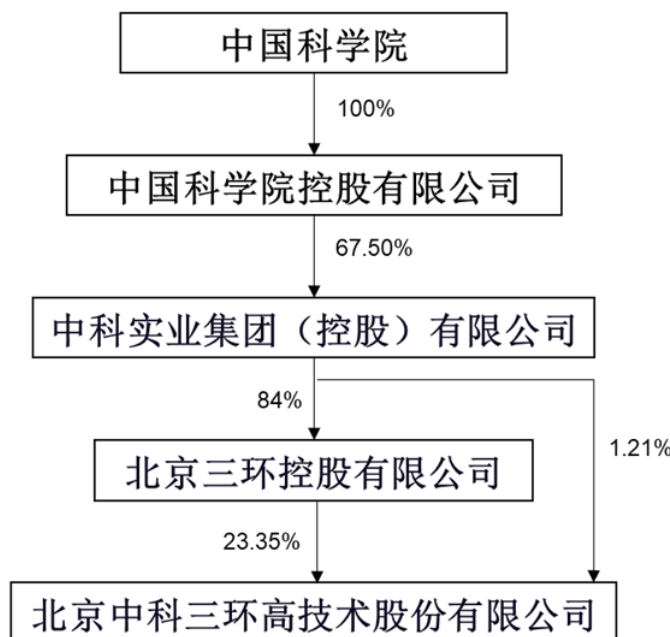 中国科学院
100%
中国科学院控股有限公司
67.50%
中科实业集团（控股）有限公司
84%
1.21%
北京三环控股有限公司
23.35%
北京中科三环高技术股份有限公司